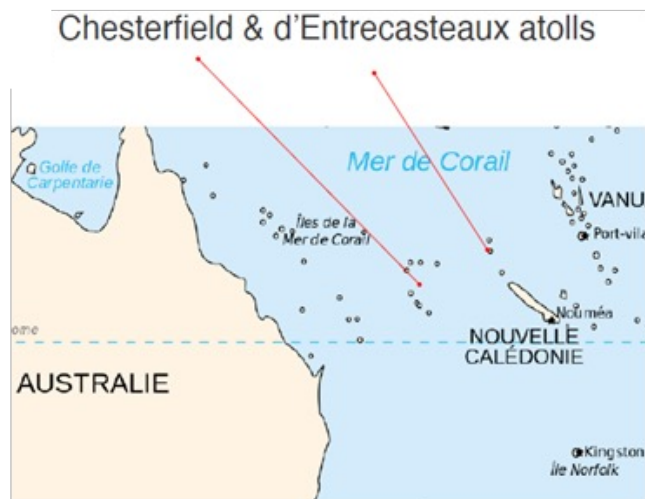 Chesterfield & d'Entrecasteaux atolls
Golfe de
Carpentarie
Mer de Corail
VANU
Port-vila
Îles de la
Mer de Corail
Nouméa
NOUVELLE
CALÉDONIE
AUSTRALIE
Kingston
Île Norfolk